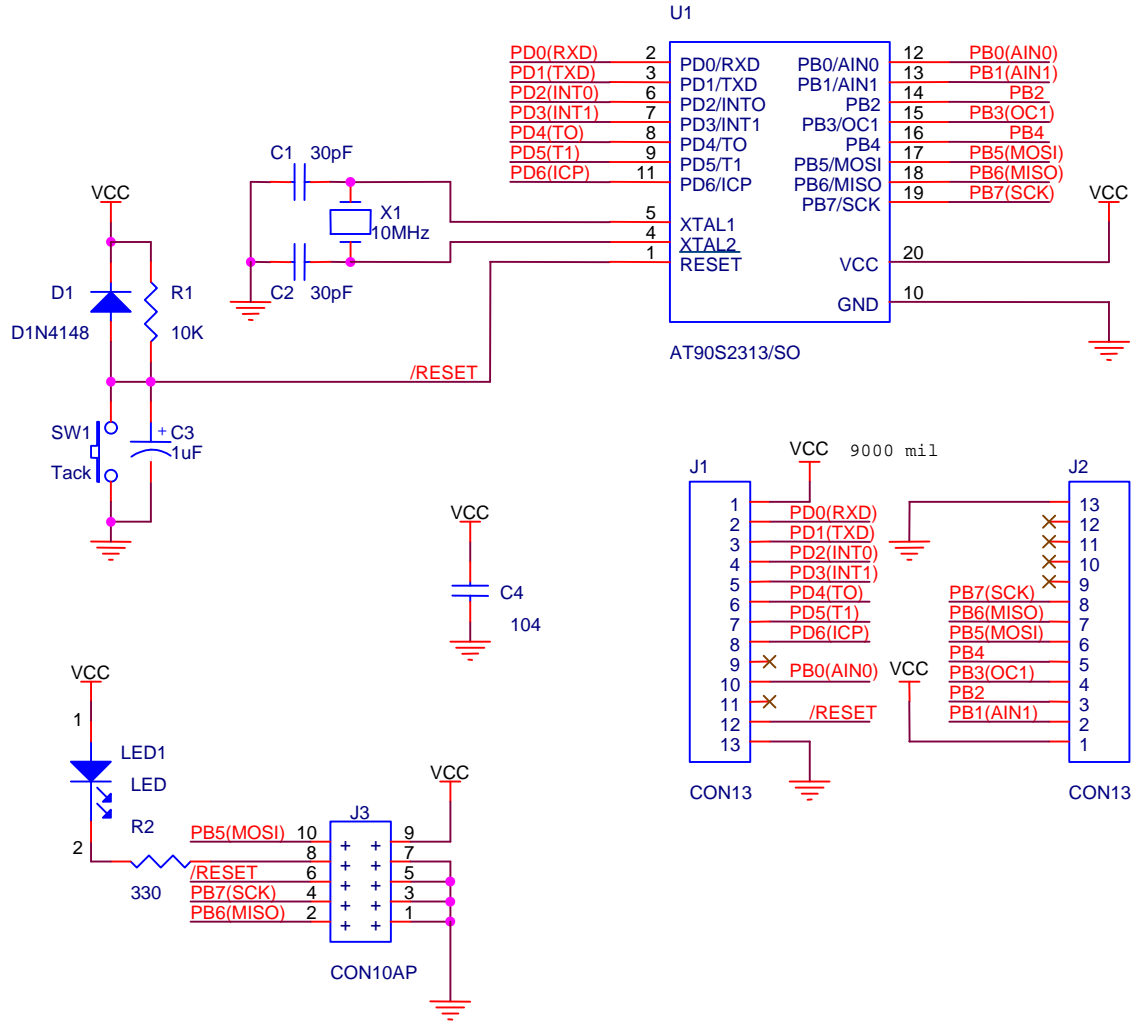 U1
PD0(RXD) 2 PD0/RXD PB0/AIN0 12 PB0(AIN0)
PD1(TXD) 3 PD1/TXD PB1/AIN1 13 PB1(AIN1)
PD2(INT0) 6 PD2/INTO PB2 14 PB2
PD3(INT1) 7 PD3/INT1 PB3/OC1 15 PB3(OC1)
PD4(TO) 8 PD4/TO PB4 16 PB4
PD5(T1) 9 PD5/T1 PB5/MOSI 17 PB5(MOSI)
PD6(ICP) 11 PD6/ICP PB6/MISO 18 PB6(MISO)
PB7/SCK 19 PB7(SCK)
5 XTAL1
4 XTAL2
1 RESET
VCC 20
VCC
GND 10
AT90S2313/SO
C1 30pF
X1
10MHz
C2 30pF
VCC
D1
D1N4148
R1
10K
/RESET
SW1
Tack
+ C3
1uF
VCC
C4
104
J1
VCC 9000 mil
1
2 PD0(RXD)
3 PD1(TXD)
4 PD2(INT0)
5 PD3(INT1)
6 PD4(TO)
7 PD5(T1)
8 PD6(ICP)
9
10 PB0(AIN0)
11
12 /RESET
13
CON13
J2
13
12
11
10
9
PB7(SCK) 8
PB6(MISO) 7
PB5(MOSI) 6
PB4 5
PB3(OC1) 4
PB2 3
PB1(AIN1) 2
VCC
1
CON13
VCC
1
LED1
LED
2
R2
330
J3
VCC
PB5(MOSI) 10 + + 9
8 + + 7
/RESET 6 + + 5
PB7(SCK) 4 + + 3
PB6(MISO) 2 + + 1
CON10AP